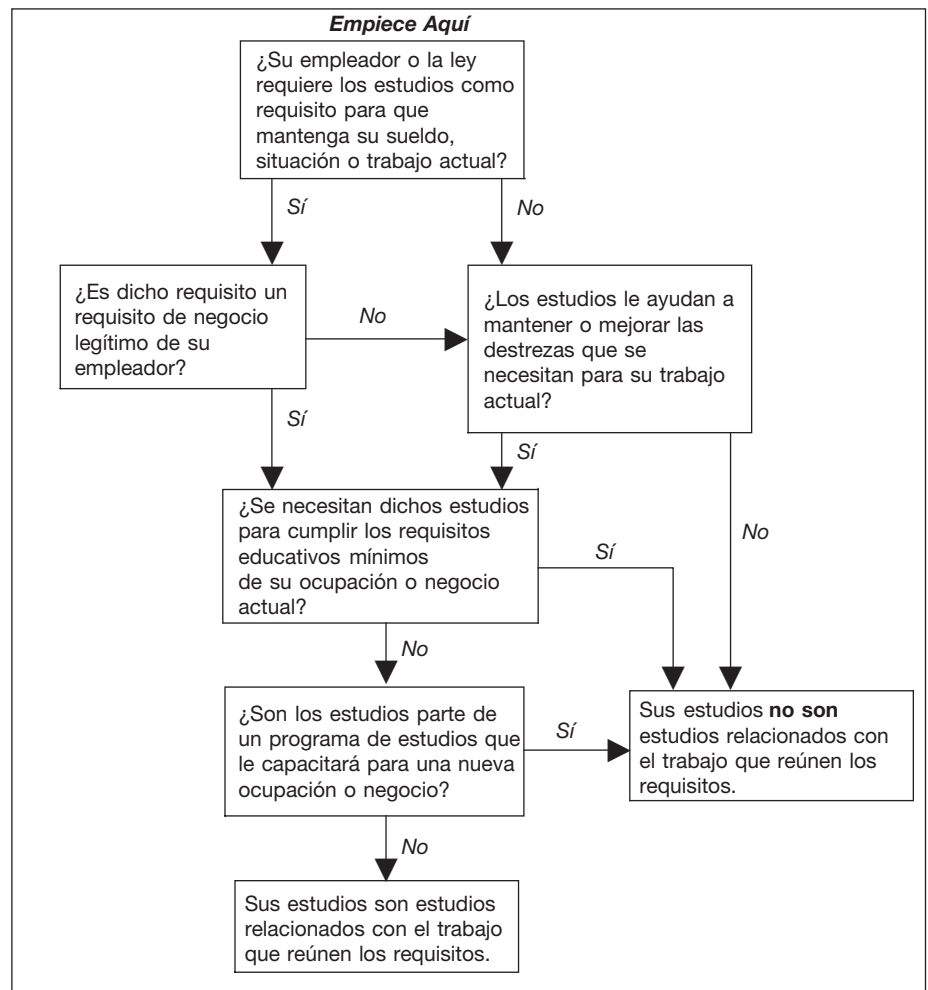 Empiece Aquí
¿Su empleador o la ley
requiere los estudios como
requisito para que
mantenga su sueldo,
situación o trabajo actual?
Sí
No
¿Es dicho requisito un
requisito de negocio
legítimo de su
empleador?
No
¿Los estudios le ayudan a
mantener o mejorar las
destrezas que se
necesitan para su trabajo
actual?
Sí
Sí
No
¿Se necesitan dichos estudios
para cumplir los requisitos
educativos mínimos
de su ocupación o negocio
actual?
Sí
No
¿Son los estudios parte de
un programa de estudios que
le capacitará para una nueva
ocupación o negocio?
Sí
Sus estudios no son
estudios relacionados con
el trabajo que reúnen los
requisitos.
No
Sus estudios son estudios
relacionados con el trabajo
que reúnen los requisitos.